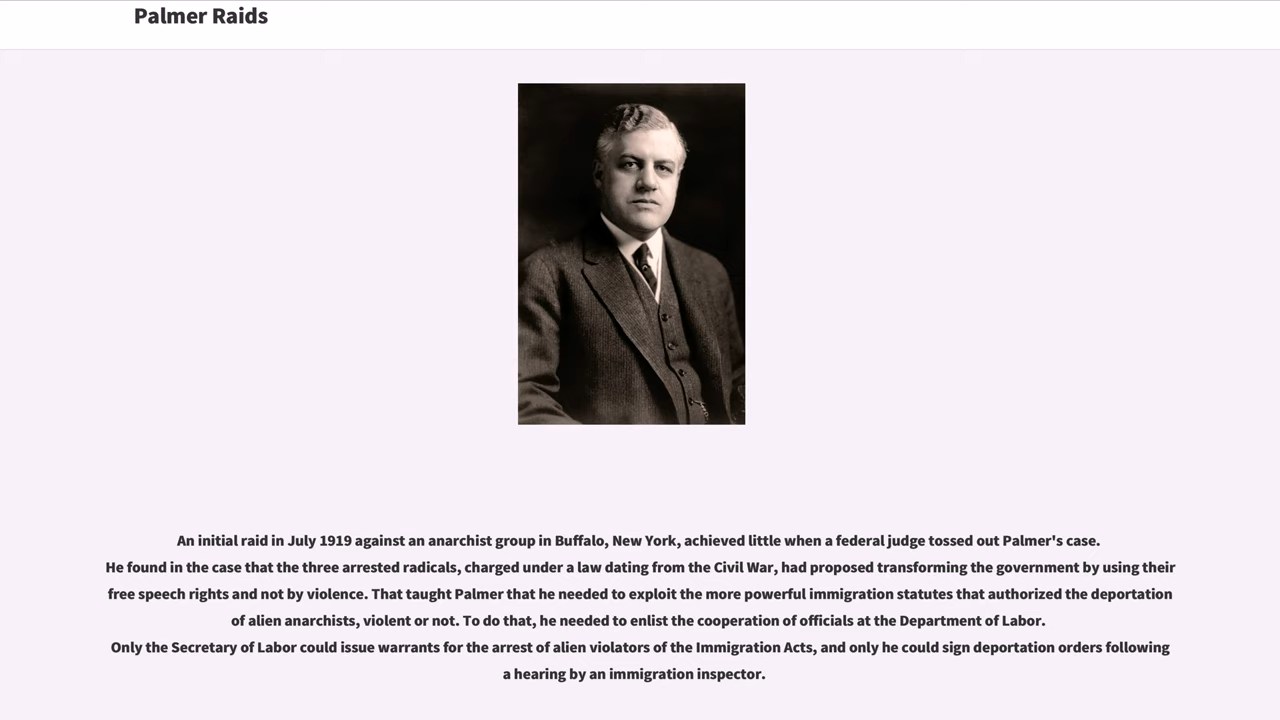 Palmer Raids
An initial raid in July 1919 against an anarchist group in Buffalo, New York, achieved little when a federal judge tossed out Palmer's case.
He found in the case that the three arrested radicals, charged under a law dating from the Civil War, had proposed transforming the government by using their
free speech rights and not by violence. That taught Palmer that he needed to exploit the more powerful immigration statutes that authorized the deportation
of alien anarchists, violent or not. To do that, he needed to enlist the cooperation of officials at the Department of Labor.
Only the Secretary of Labor could issue warrants for the arrest of alien violators of the Immigration Acts, and only he could sign deportation orders following
a hearing by an immigration inspector.